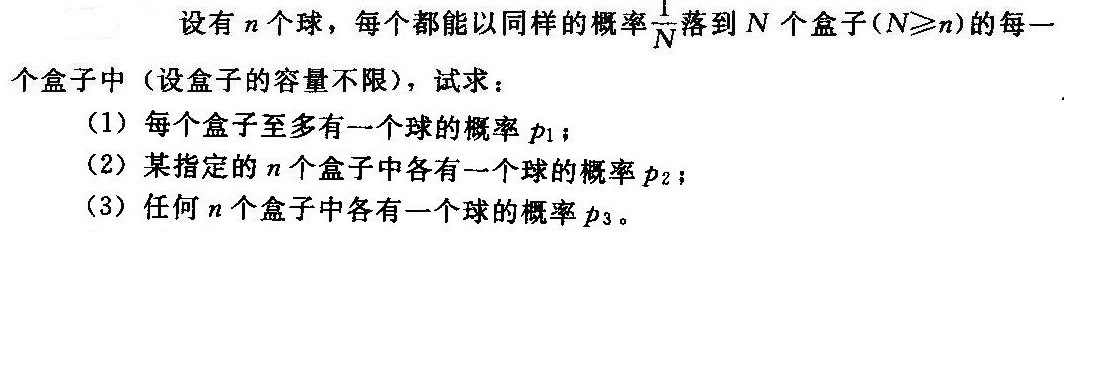 设有 n 个球，每个都能以同样的概率 1/N 落到 N 个盒子(N≥n)的每一
个盒子中（设盒子的容量不限），试求：
（1）每个盒子至多有一个球的概率 p₁；
（2）某指定的 n 个盒子中各有一个球的概率 p₂；
（3）任何 n 个盒子中各有一个球的概率 p₃。